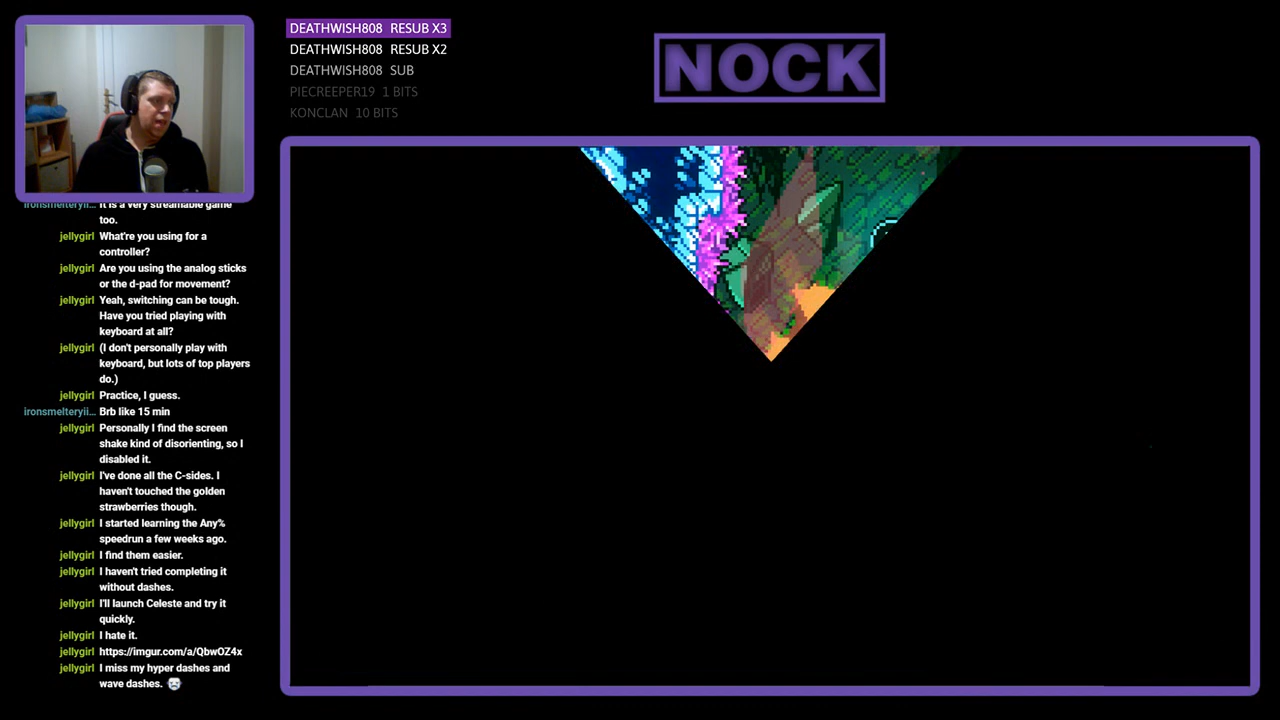 DEATHWISH808 RESUB X3
DEATHWISH808 RESUB X2
DEATHWISH808 SUB
PIECREEPER19 1 BITS
KONCLAN 10 BITS
NOCK
ironsmelteryii... It is a very streamable game
too.
jellygirl What're you using for a
controller?
jellygirl Are you using the analog sticks
or the d-pad for movement?
jellygirl Yeah, switching can be tough.
Have you tried playing with
keyboard at all?
jellygirl (I don't personally play with
keyboard, but lots of top players
do.)
jellygirl Practice, I guess.
ironsmelteryii... Brb like 15 min
jellygirl Personally I find the screen
shake kind of disorienting, so I
disabled it.
jellygirl I've done all the C-sides. I
haven't touched the golden
strawberries though.
jellygirl I started learning the Any%
speedrun a few weeks ago.
jellygirl I find them easier.
jellygirl I haven't tried completing it
without dashes.
jellygirl I'll launch Celeste and try it
quickly.
jellygirl I hate it.
jellygirl https://imgur.com/a/QbwOZ4x
jellygirl I miss my hyper dashes and
wave dashes.